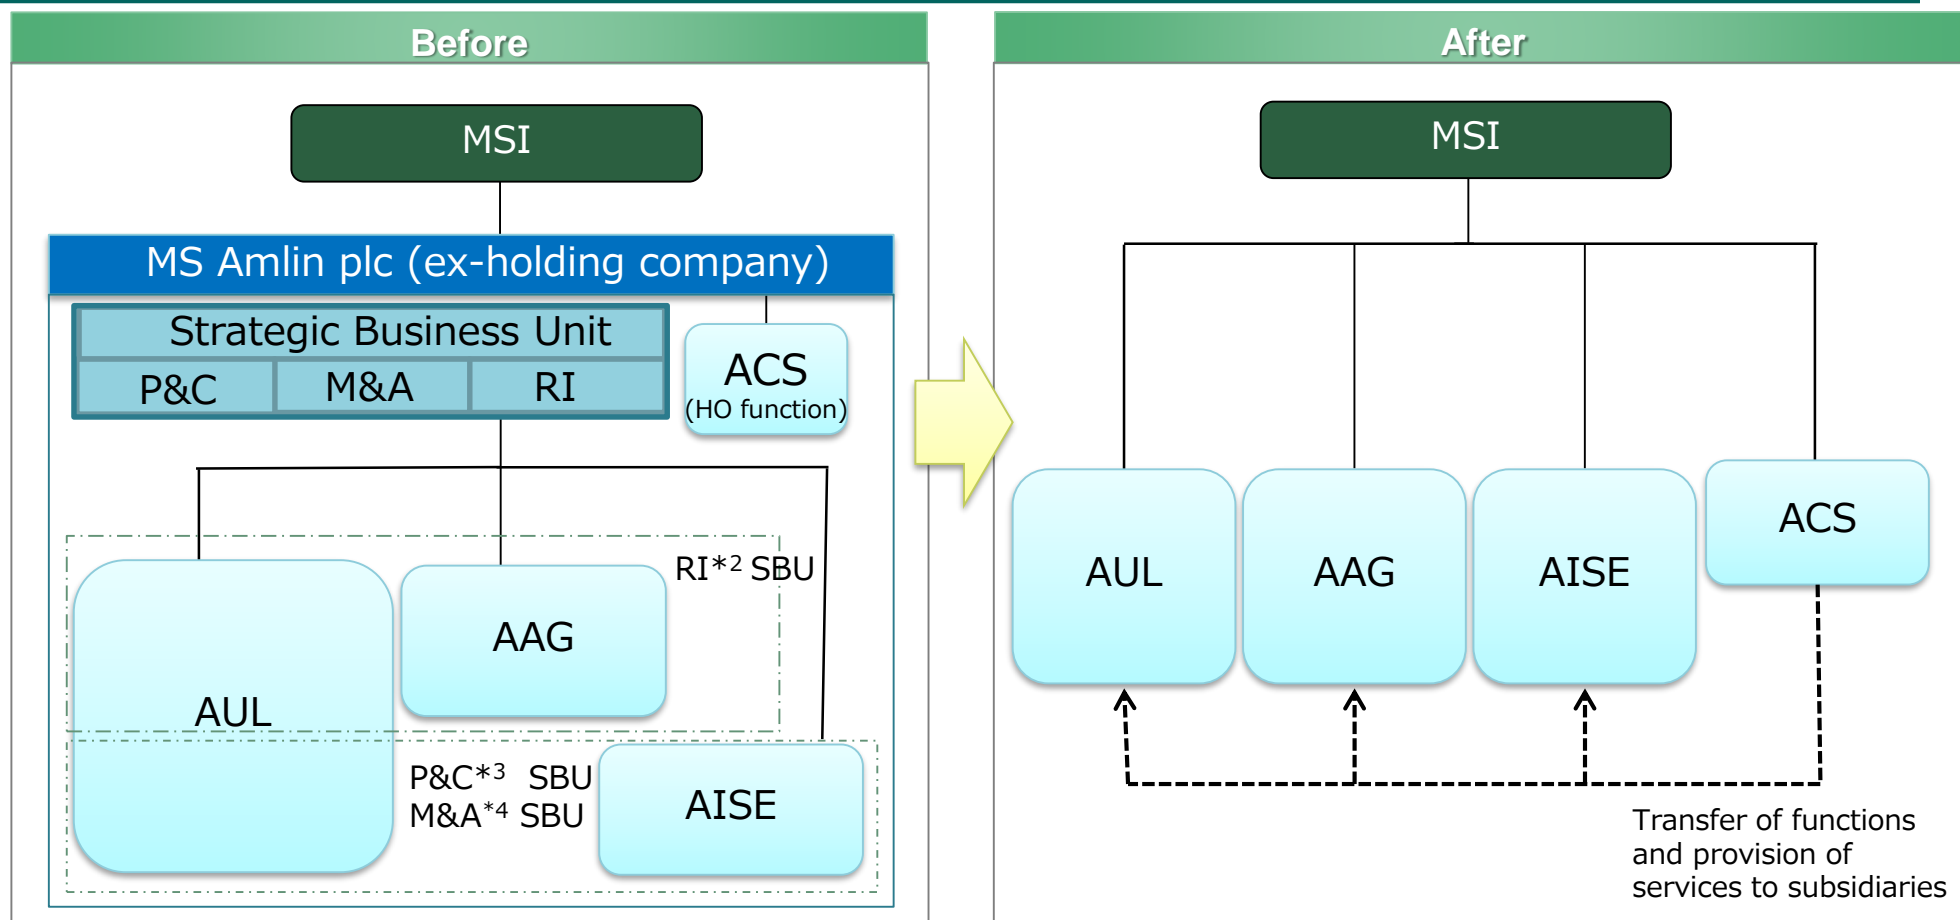 Before
MSI
MS Amlin plc (ex-holding company)
Strategic Business Unit
P&C M&A RI
ACS
(HO function)
RI*2 SBU
AAG
AUL
P&C*3 SBU
M&A*4 SBU
AISE
After
MSI
AUL
AAG
AISE
ACS
Transfer of functions
and provision of
services to subsidiaries